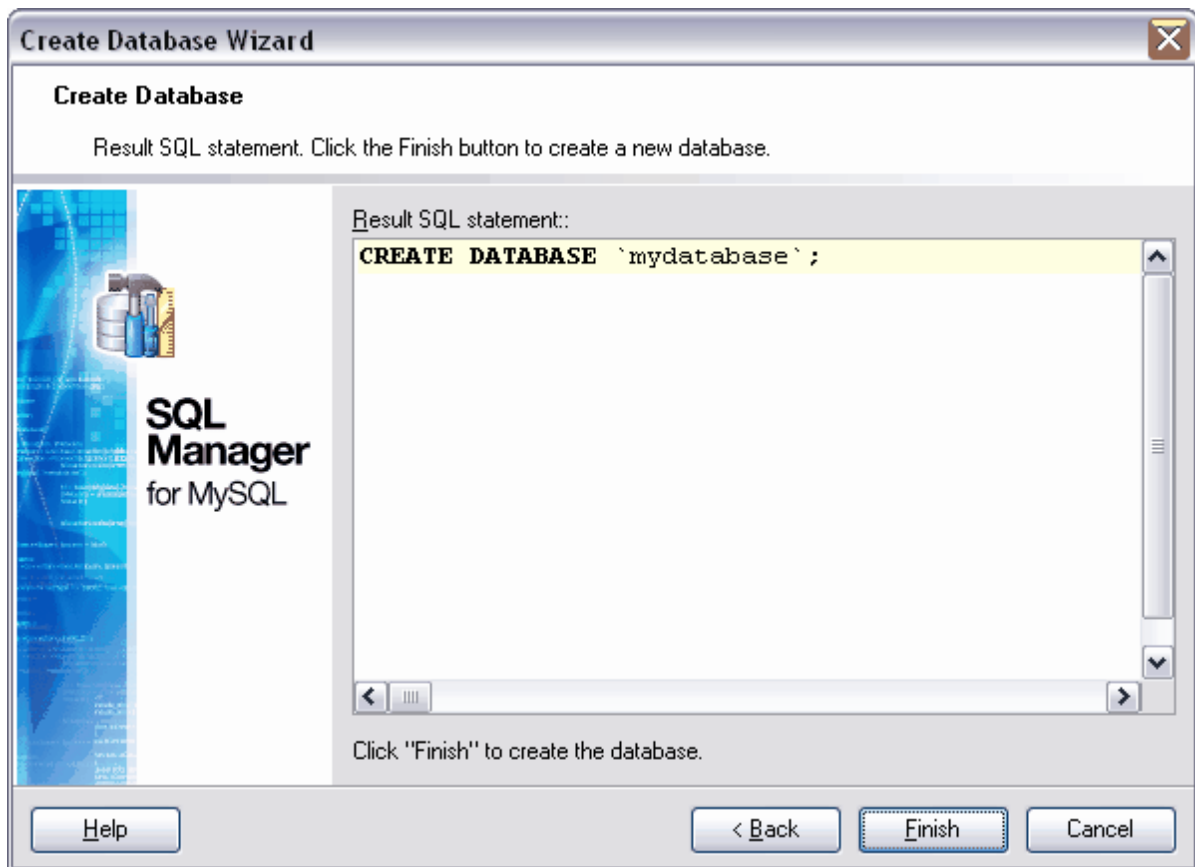 Create Database Wizard
Create Database
Result SQL statement. Click the Finish button to create a new database.
Result SQL statement::
CREATE DATABASE `mydatabase`;
SQL
Manager
for MySQL
Click "Finish" to create the database.
Help
< Back
Finish
Cancel